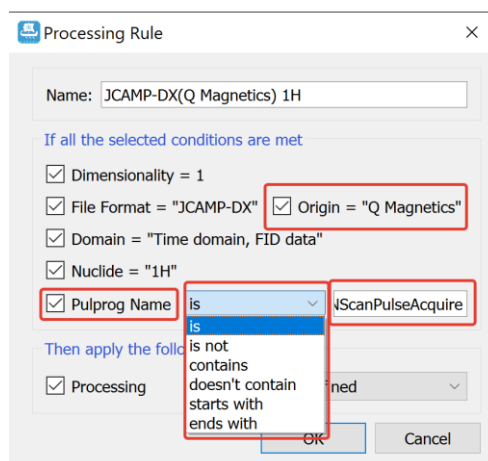 Processing Rule
Name: JCAMP-DX(Q Magnetics) 1H
If all the selected conditions are met
Dimensionality = 1
File Format = "JCAMP-DX" Origin = "Q Magnetics"
Domain = "Time domain, FID data"
Nuclide = "1H"
Pulprog Name is ScanPulseAcquire
is
is not
Then apply the follo
contains
Processing doesn't contain ned
starts with
ends with
OK Cancel